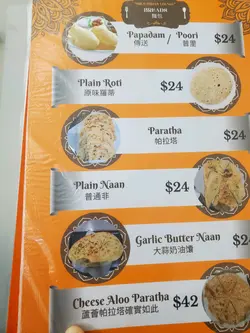 BREADS
麵包
Papadam / Poori $24
傳送 普里
Plain Roti $24
原味羅蒂
Paratha $24
帕拉塔
Plain Naan $24
普通非
Garlic Butter Naan
大蒜奶油馕
Cheese Aloo Paratha $42
蘆薈帕拉塔確實如此